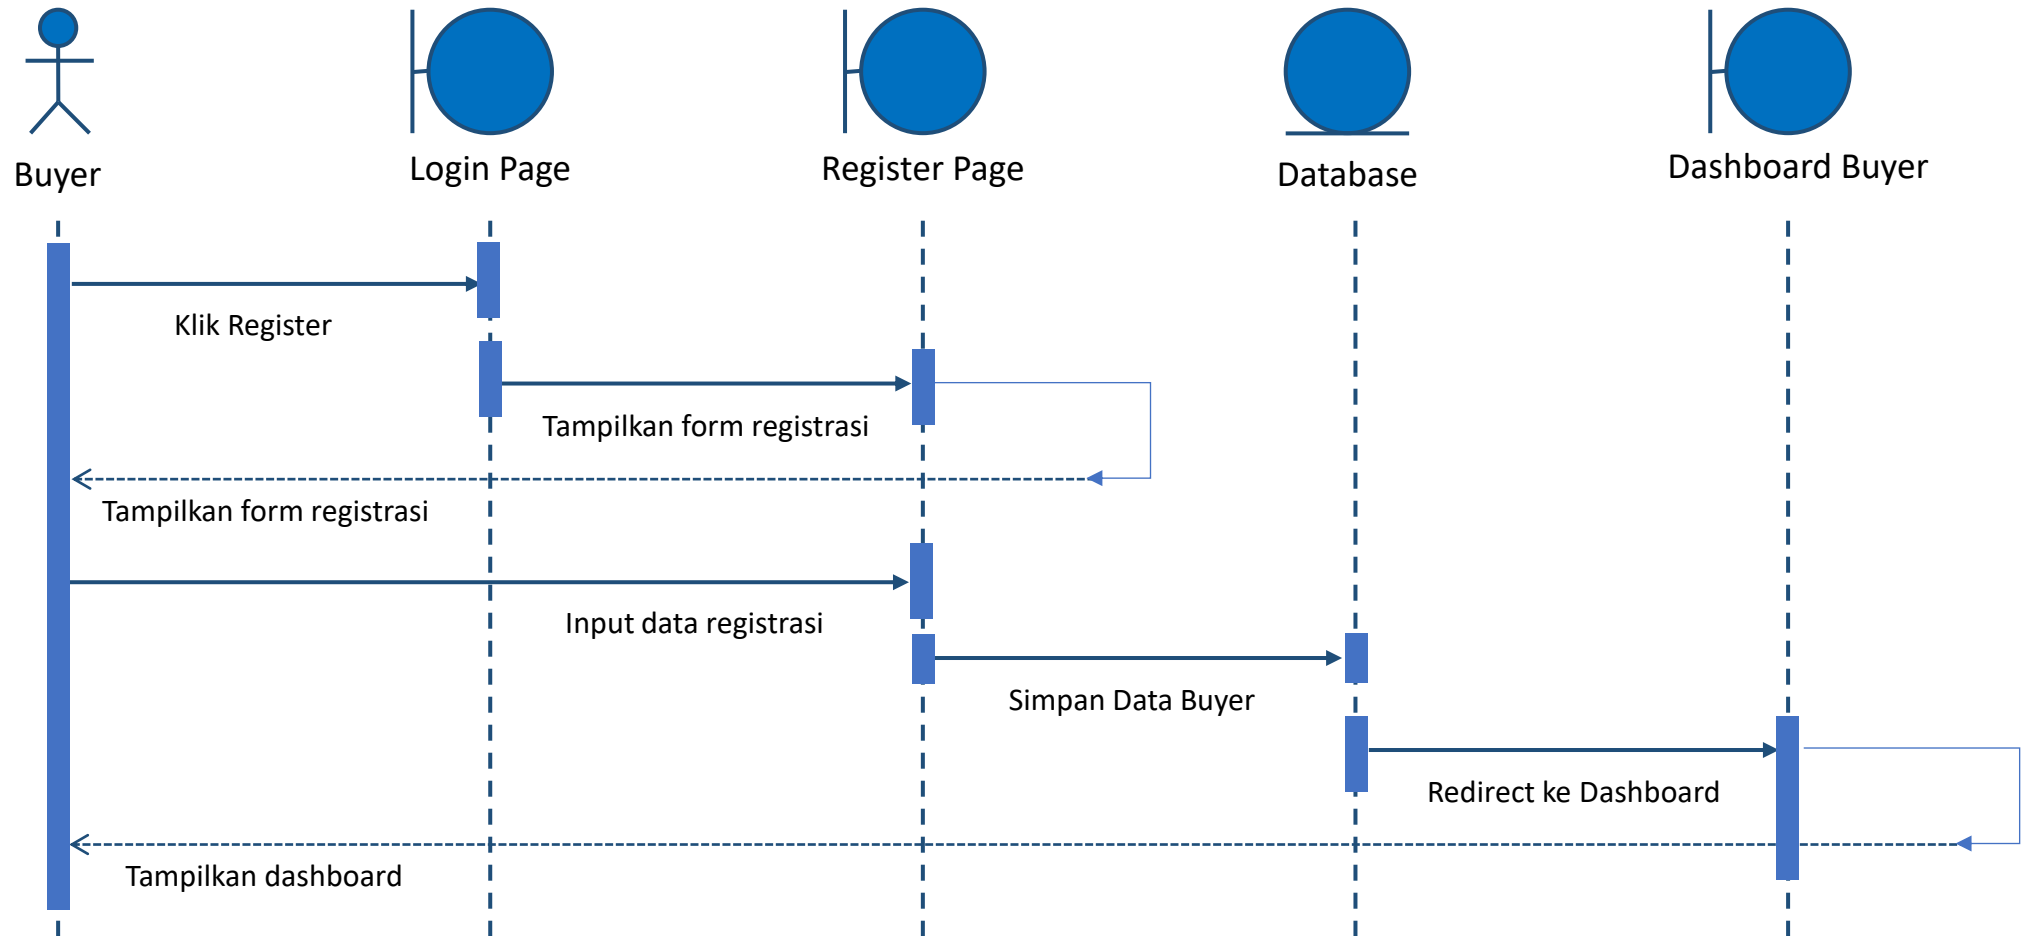 Buyer
Login Page
Register Page
Database
Dashboard Buyer
Klik Register
Tampilkan form registrasi
Tampilkan form registrasi
Input data registrasi
Simpan Data Buyer
Redirect ke Dashboard
Tampilkan dashboard